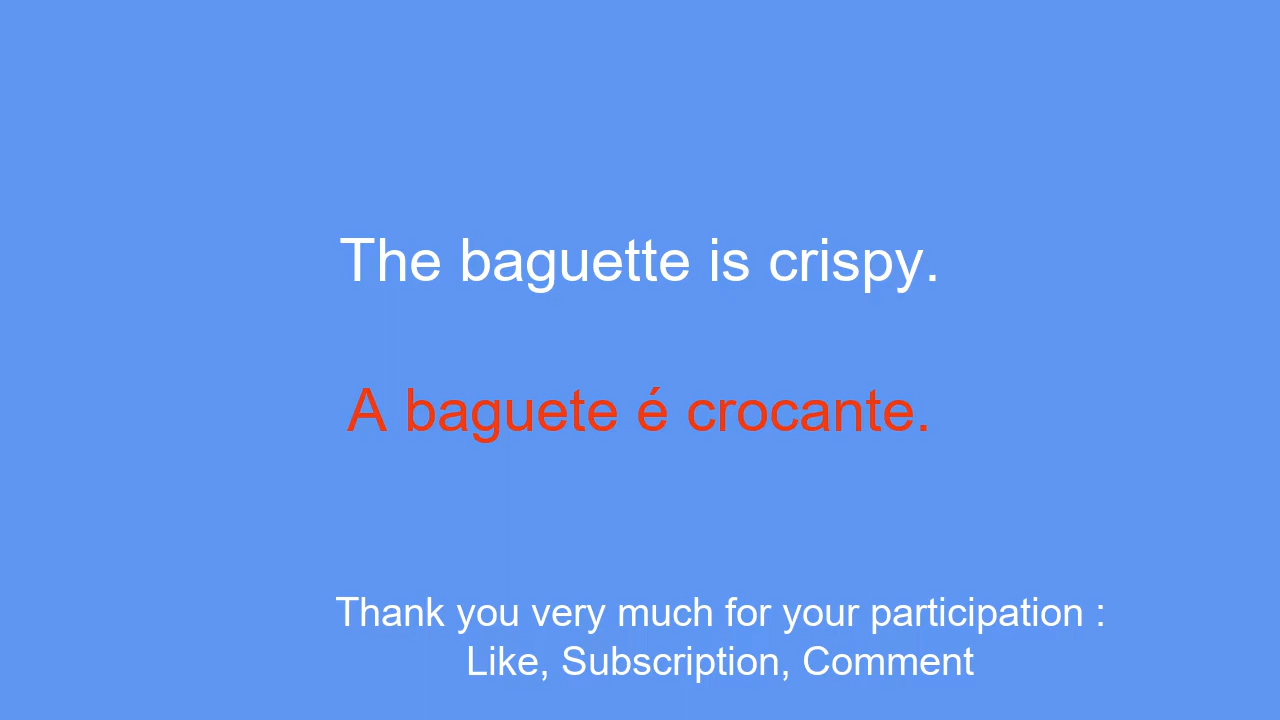 The baguette is crispy.
A baguete é crocante.
Thank you very much for your participation :
Like, Subscription, Comment